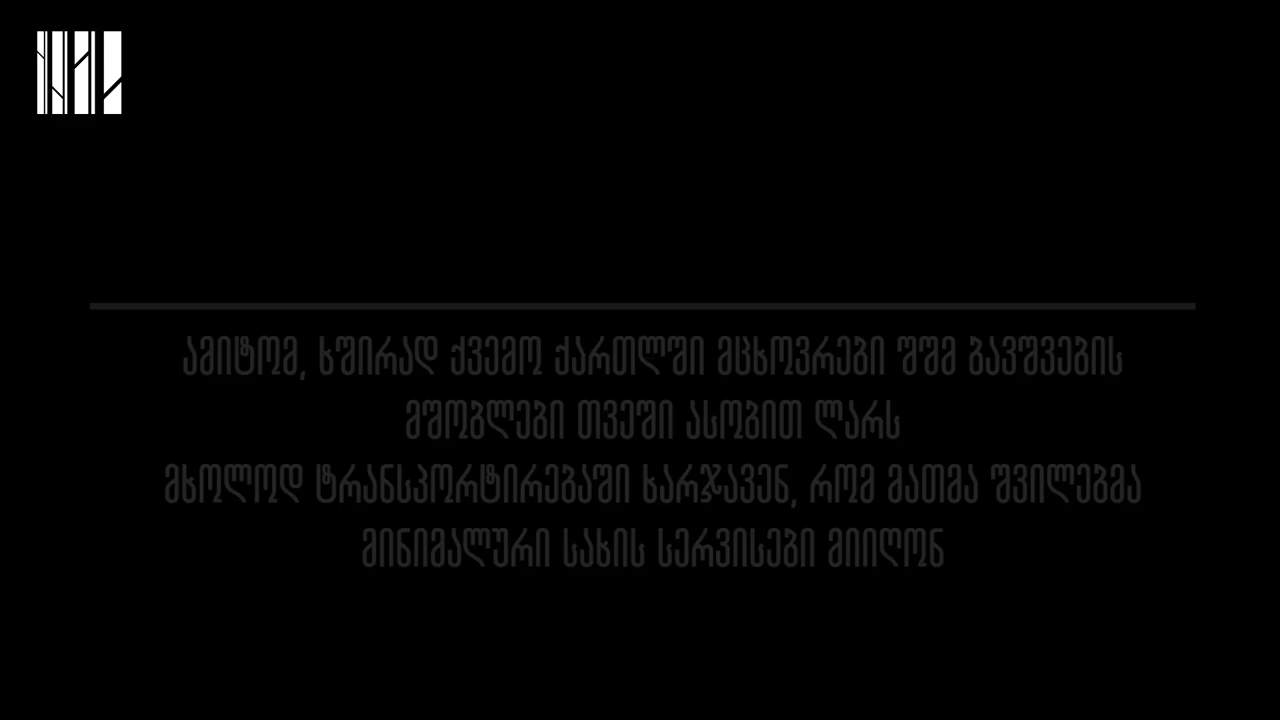 ამიტომ, ხშირად ქვემო ქართლში მცხოვრები შშმ ბავშვების
მშობლები თვეში ასობით ლარს
მხოლოდ ტრანსპორტირებაში ხარჯავენ, რომ მათმა შვილებმა
მინიმალური სახის სერვისები მიიღონ